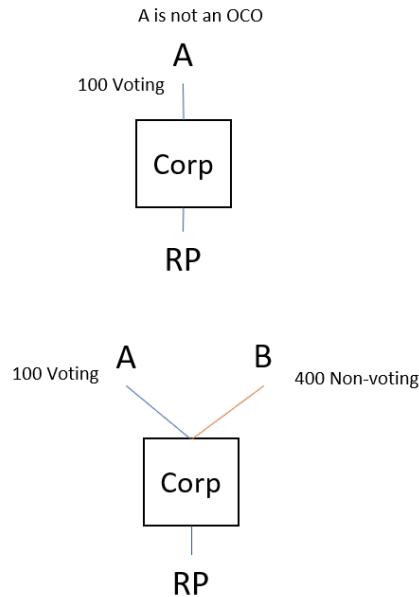 A is not an OCO
A
100 Voting
Corp
RP
A B
100 Voting 400 Non-voting
Corp
RP